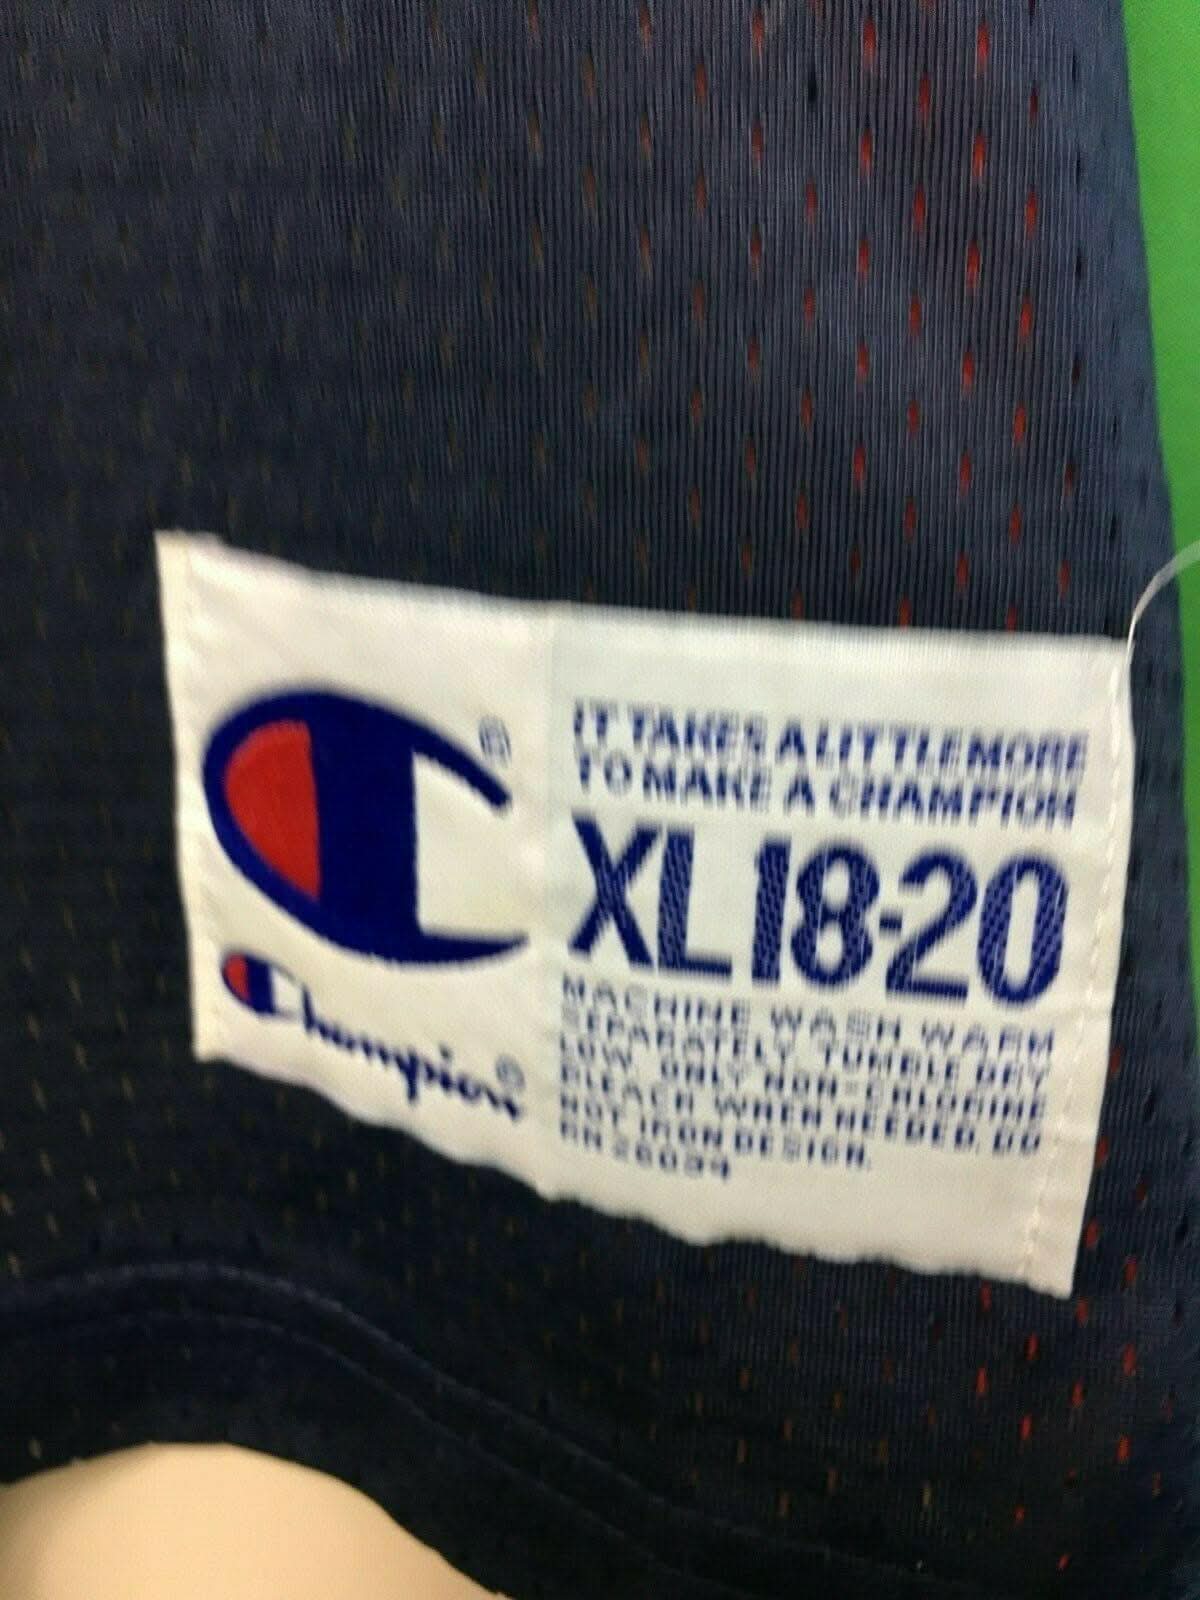 ®
Champion®
IT TAKES A LITTLE MORE
TO MAKE A CHAMPION
XL 18-20
MACHINE WASH WARM
SEPARATELY, TUMBLE DRY
LOW. ONLY NON-CHLORINE
BLEACH WHEN NEEDED. DO
NOT IRON DESIGN.
RN 26094